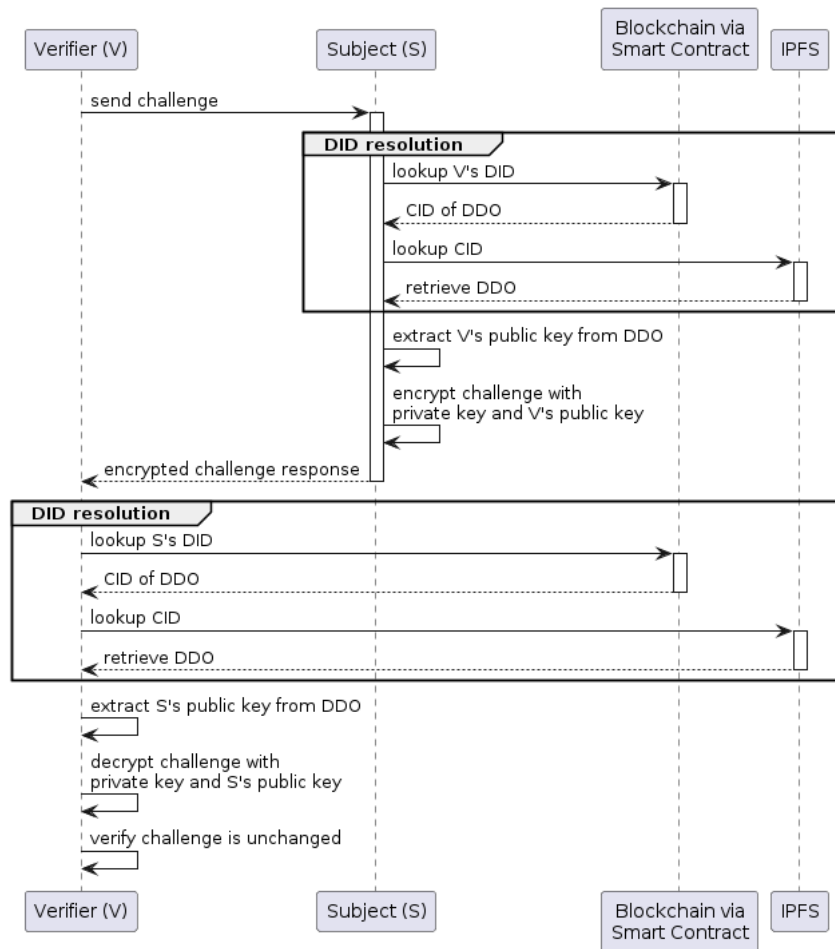 Verifier (V)
Subject (S)
Blockchain via
Smart Contract
IPFS
send challenge
DID resolution
lookup V's DID
CID of DDO
lookup CID
retrieve DDO
extract V's public key from DDO
encrypt challenge with
private key and V's public key
encrypted challenge response
DID resolution
lookup S's DID
CID of DDO
lookup CID
retrieve DDO
extract S's public key from DDO
decrypt challenge with
private key and S's public key
verify challenge is unchanged
Verifier (V)
Subject (S)
Blockchain via
Smart Contract
IPFS